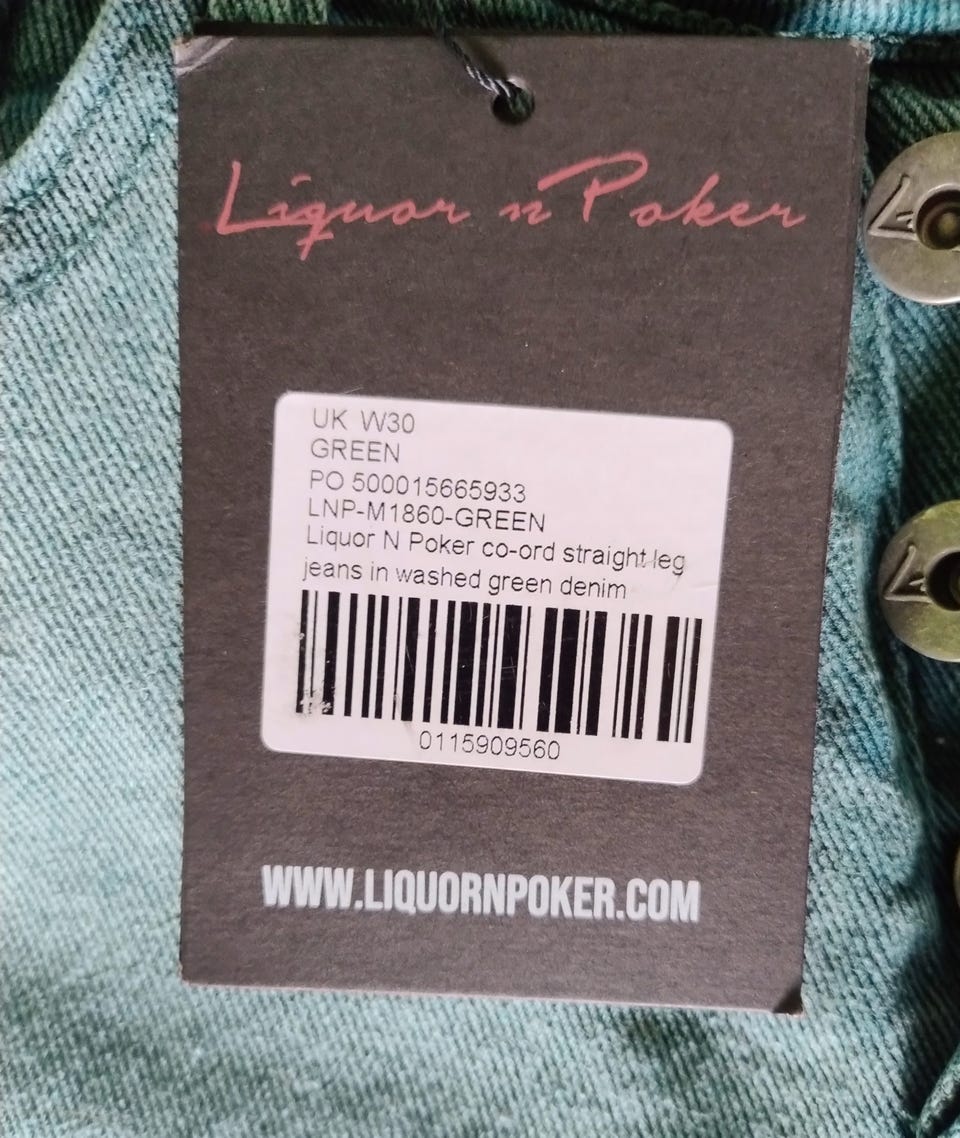 Liquor n Poker
UK W30
GREEN
PO 500015665933
LNP-M1860-GREEN
Liquor N Poker co-ord straight leg
jeans in washed green denim
0115909560
WWW.LIQUORNPOKER.COM